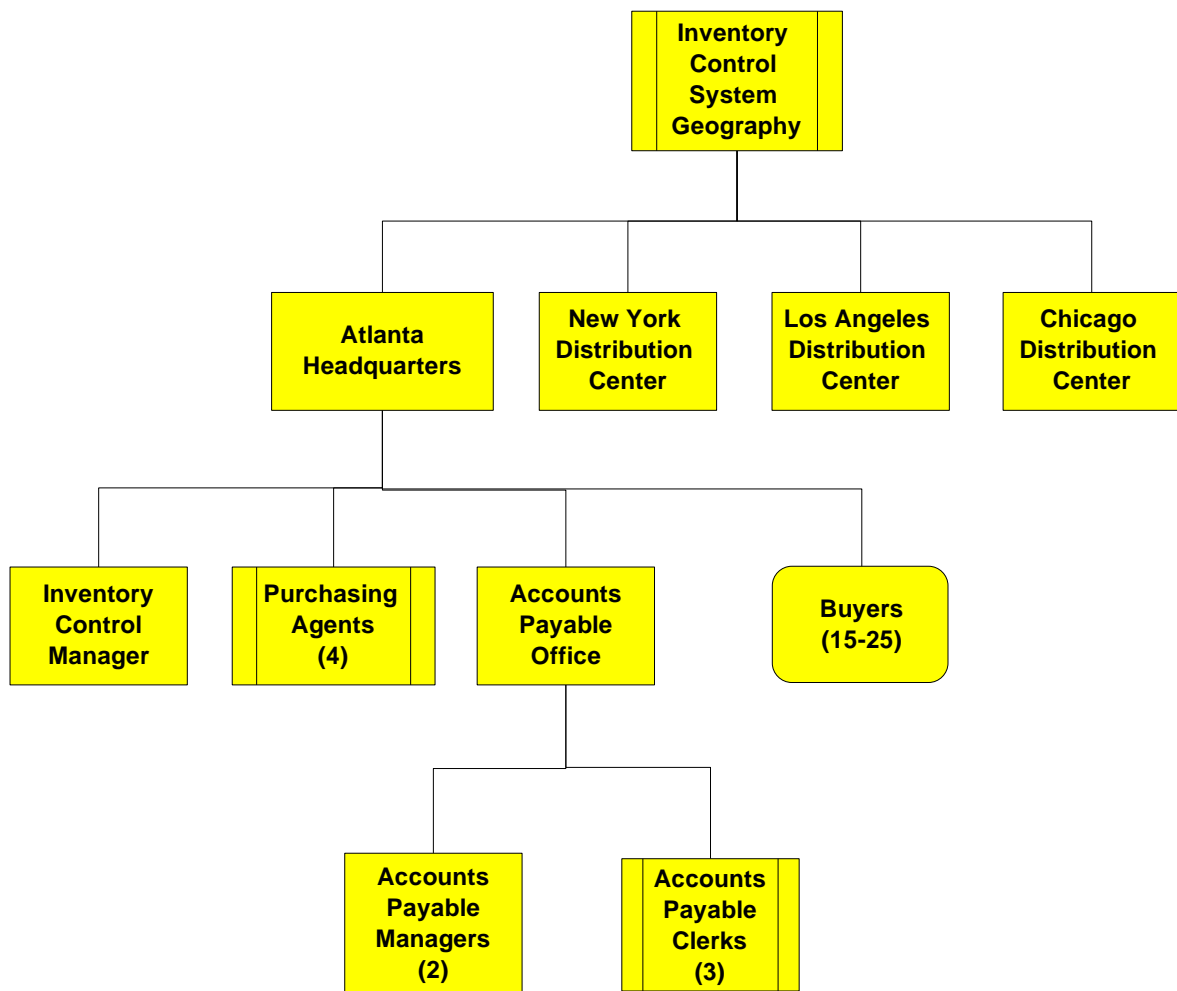 Inventory
Control
System
Geography
Atlanta
Headquarters
New York
Distribution
Center
Los Angeles
Distribution
Center
Chicago
Distribution
Center
Inventory
Control
Manager
Purchasing
Agents
(4)
Accounts
Payable
Office
Buyers
(15-25)
Accounts
Payable
Managers
(2)
Accounts
Payable
Clerks
(3)